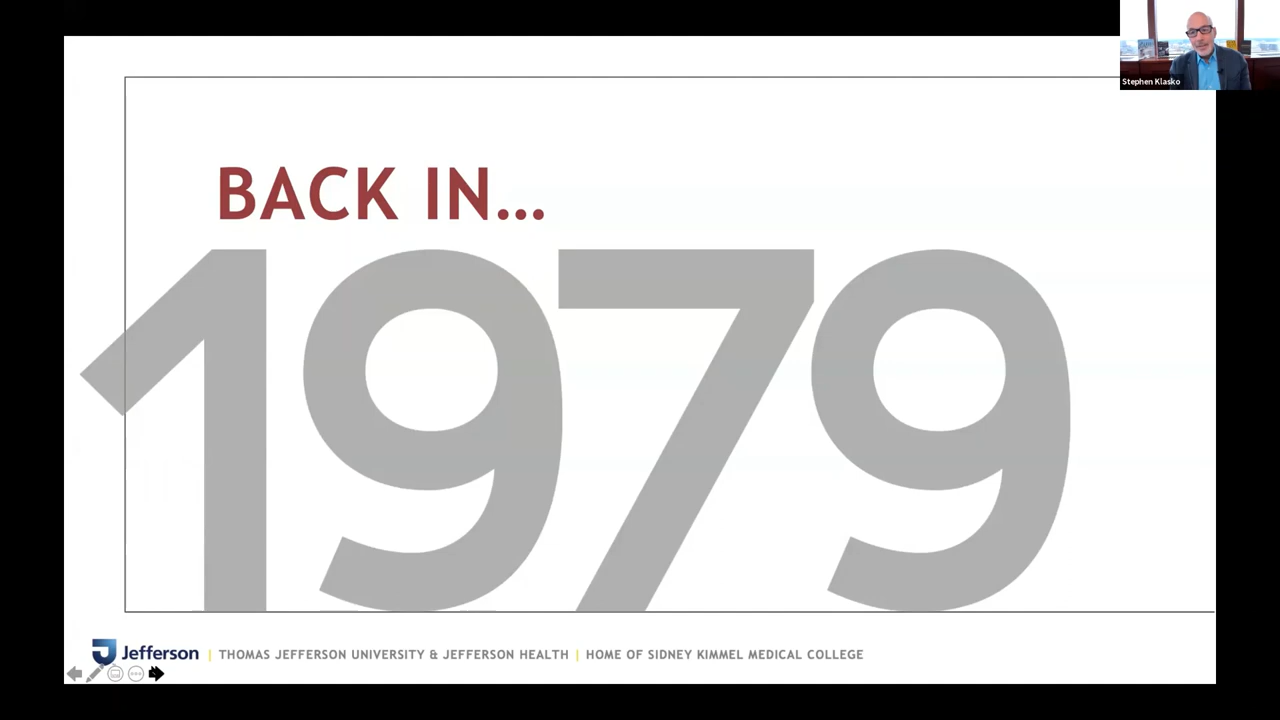 Stephen Klasko
BACK IN...
1979
Jefferson | THOMAS JEFFERSON UNIVERSITY & JEFFERSON HEALTH | HOME OF SIDNEY KIMMEL MEDICAL COLLEGE